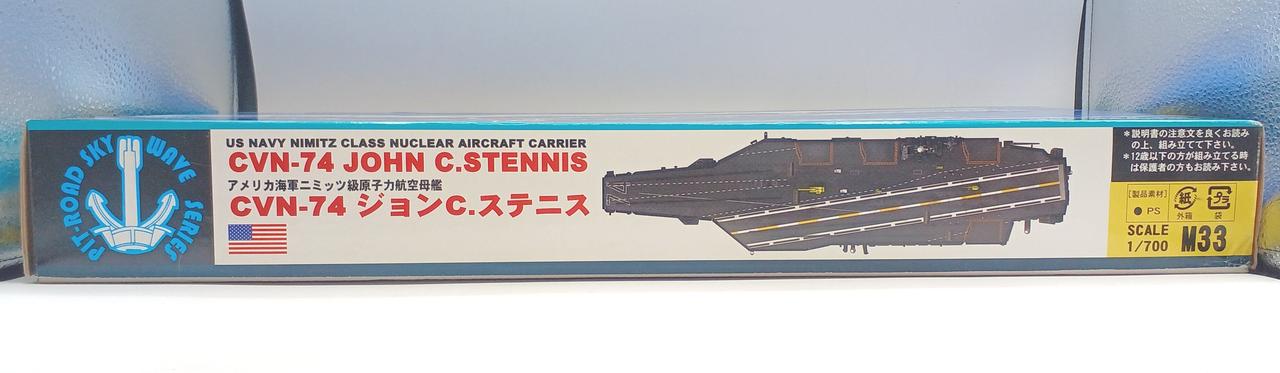 PIT-ROAD SKY WAVE SERIES
US NAVY NIMITZ CLASS NUCLEAR AIRCRAFT CARRIER
CVN-74 JOHN C.STENNIS
アメリカ海軍ニミッツ級原子力航空母艦
CVN-74 ジョンC.ステニス
＊説明書の注意文を良くお読み
の上、組み立てて下さい。
＊12歳以下の方が組み立てる時
は保護者の方もお読み下さい。
[製品素材]
● PS
紙
外箱
プラ
袋
SCALE
1/700
M33